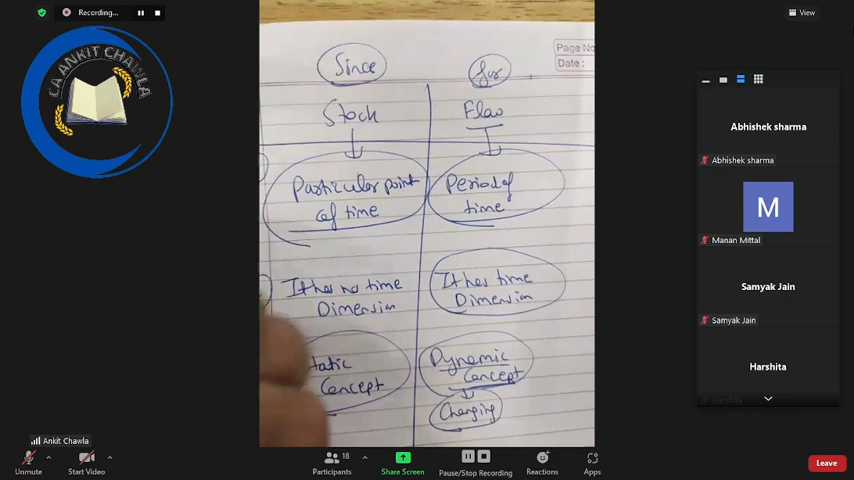 Recording...
View
CA ANKIT CHAWLA
Page No
Date:
Since
for
Stock
Flow
Particular point
of time
Period of
time
It has no time
Dimension
It has time
Dimension
tatic
Concept
Dynamic
Concept
Changing
Abhishek sharma
Abhishek sharma
M
Manan Mittal
Samyak Jain
Samyak Jain
Harshita
Harshita
Ankit Chawla
Unmute
Start Video
18
Participants
Share Screen
Pause/Stop Recording
Reactions
Apps
Leave